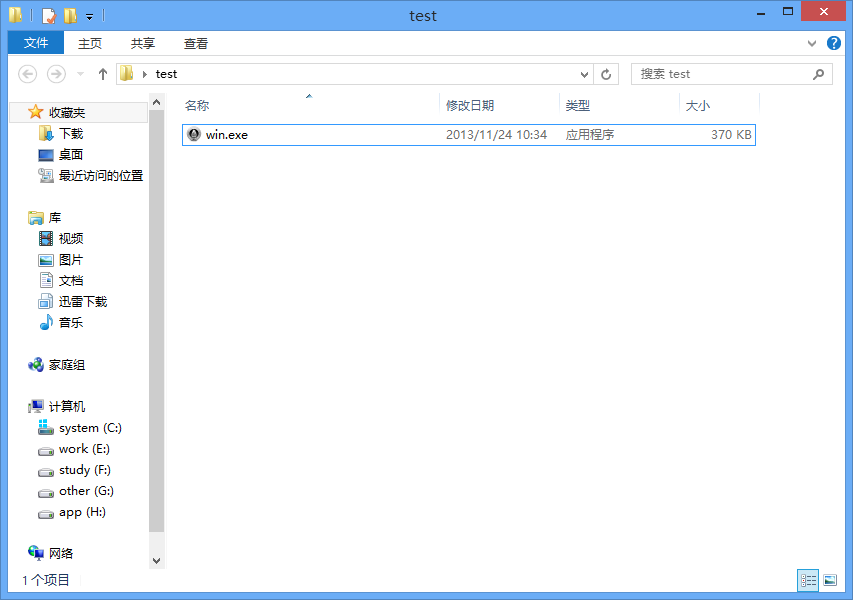 test
文件 主页 共享 查看
test 搜索 test
名称 修改日期 类型 大小
win.exe 2013/11/24 10:34 应用程序 370 KB
收藏夹
下载
桌面
最近访问的位置
库
视频
图片
文档
迅雷下载
音乐
家庭组
计算机
system (C:)
work (E:)
study (F:)
other (G:)
app (H:)
网络
1 个项目